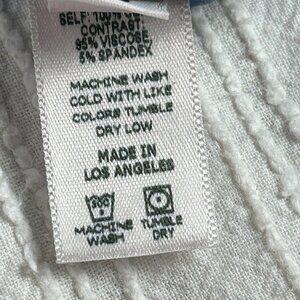 SELF: 100%
CONTRAST:
95% VISCOSE,
5% SPANDEX
MACHINE WASH
COLD WITH LIKE
COLORS TUMBLE
DRY LOW
MADE IN
LOS ANGELES
MACHINE TUMBLE
WASH DRY